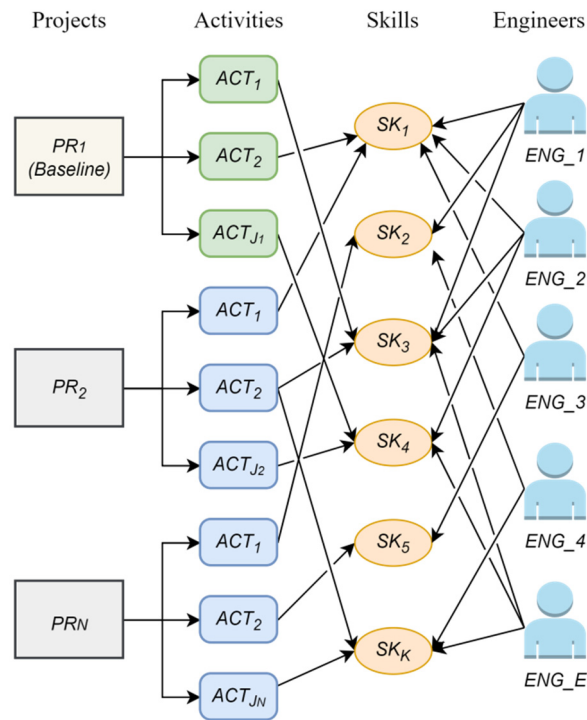 Projects
Activities
Skills
Engineers
PR1
(Baseline)
ACT1
ACT2
ACTJ1
PR2
ACT1
ACT2
ACTJ2
PRN
ACT1
ACT2
ACTJN
SK1
SK2
SK3
SK4
SK5
SKK
ENG_1
ENG_2
ENG_3
ENG_4
ENG_E